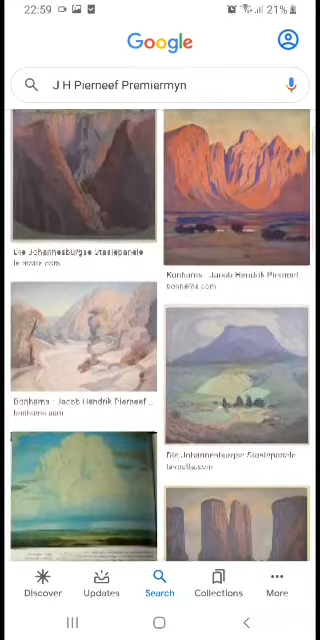 22:59
21%
Google
J H Pierneef Premiermyn
Die Johannesburgse Stasiepanele
Bonhams : Jacob Hendrik Pierneef
bonhams.com
Bonhams : Jacob Hendrik Pierneef ...
bonhams.com
Die Johannesburgse Stasiepanele
Discover
Updates
Search
Collections
More